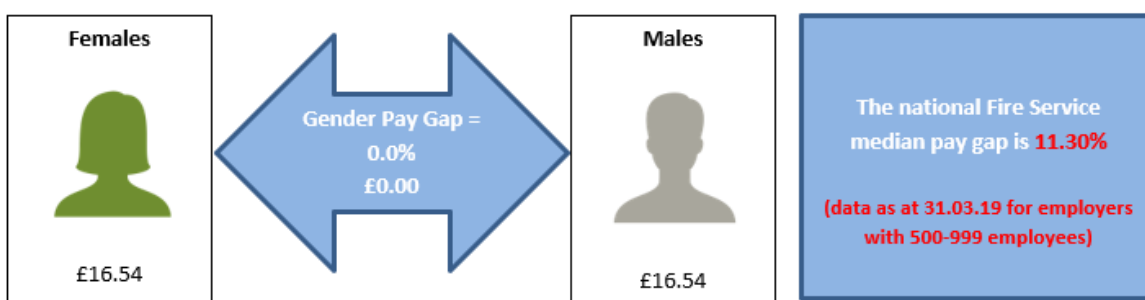 Females
£16.54
Gender Pay Gap =
0.0%
£0.00
Males
£16.54
The national Fire Service
median pay gap is 11.30%
(data as at 31.03.19 for employers
with 500-999 employees)